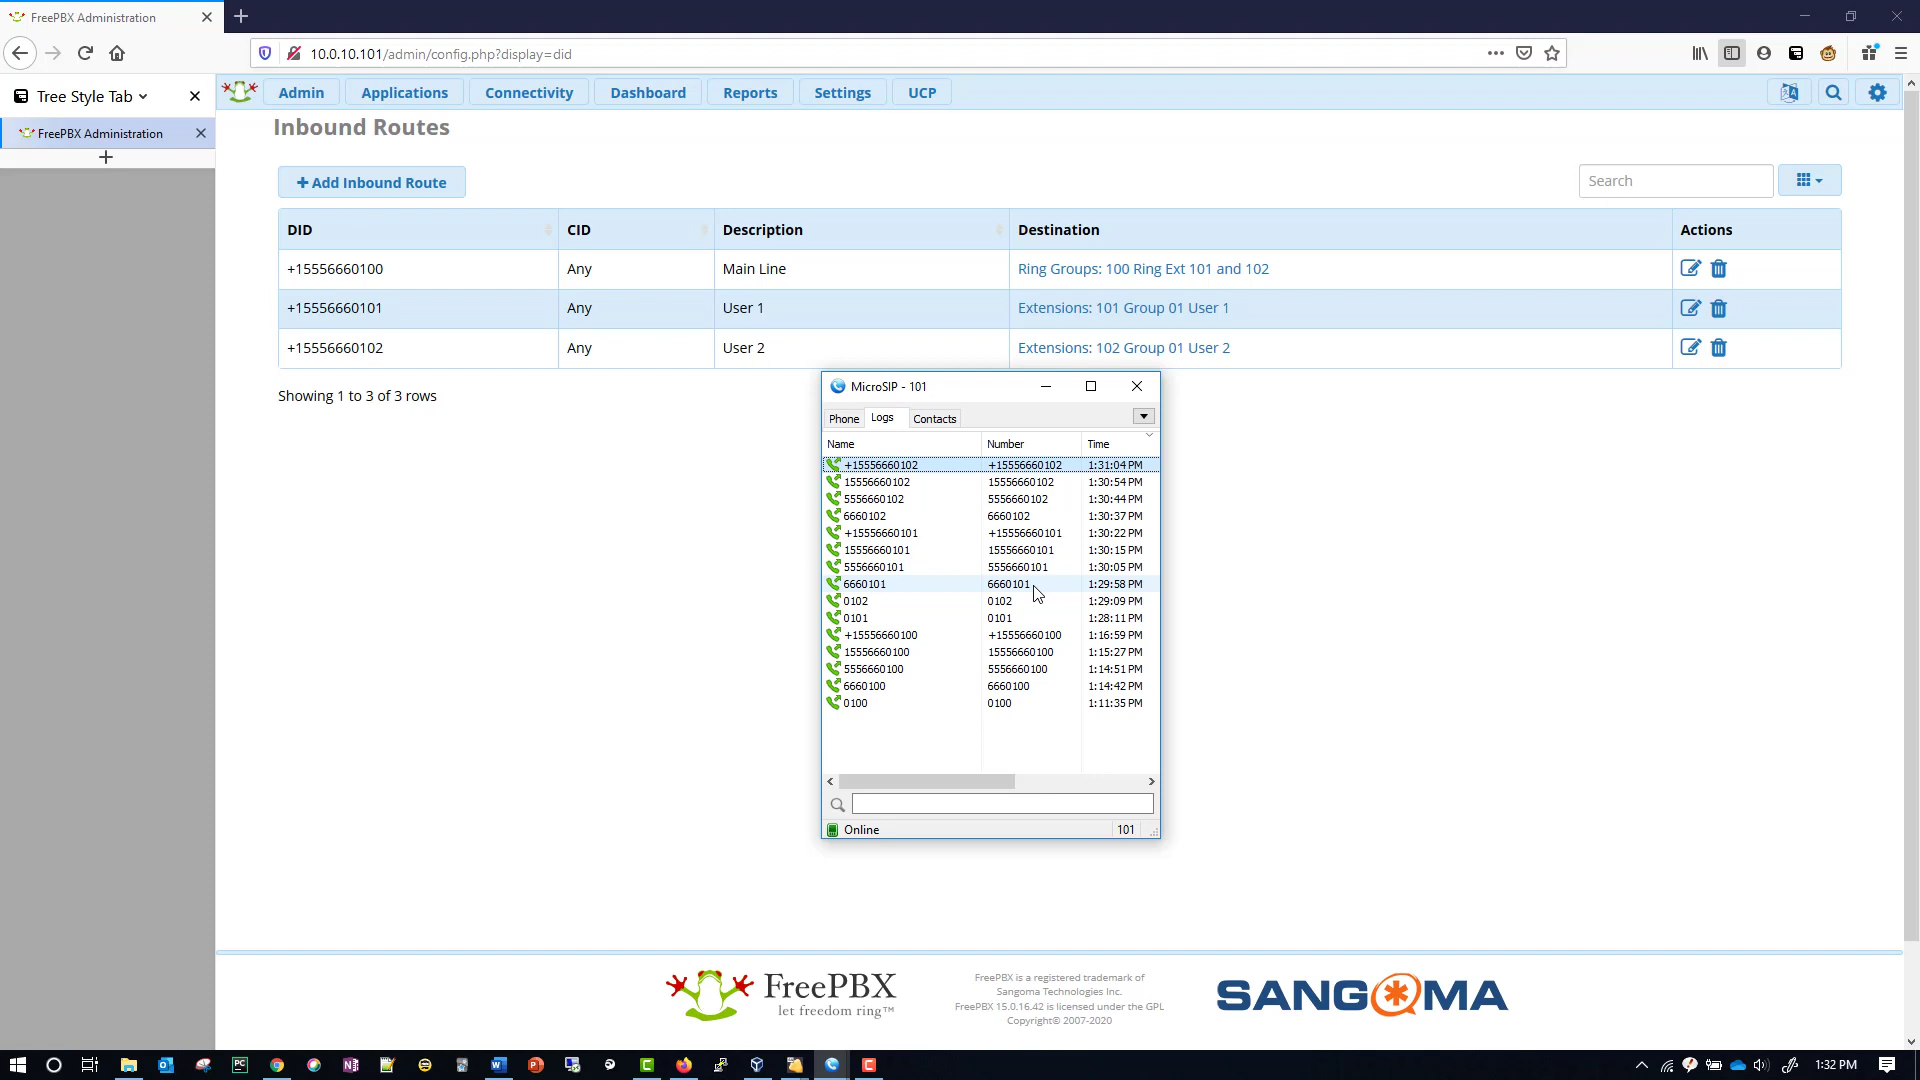 FreePBX Administration
10.0.10.101/admin/config.php?display=did
Tree Style Tab
FreePBX Administration
Admin
Applications
Connectivity
Dashboard
Reports
Settings
UCP
Inbound Routes
Add Inbound Route
Search
DID CID Description Destination Actions
+15556660100 Any Main Line Ring Groups: 100 Ring Ext 101 and 102
+15556660101 Any User 1 Extensions: 101 Group 01 User 1
+15556660102 Any User 2 Extensions: 102 Group 01 User 2
Showing 1 to 3 of 3 rows
MicroSIP - 101
Phone Logs Contacts
Name Number Time
+15556660102 +15556660102 1:31:04 PM
15556660102 15556660102 1:30:54 PM
5556660102 5556660102 1:30:44 PM
6660102 6660102 1:30:37 PM
+15556660101 +15556660101 1:30:22 PM
15556660101 15556660101 1:30:15 PM
5556660101 5556660101 1:30:05 PM
6660101 6660101 1:29:58 PM
0102 0102 1:29:09 PM
0101 0101 1:28:11 PM
+15556660100 +15556660100 1:16:59 PM
15556660100 15556660100 1:15:27 PM
5556660100 5556660100 1:14:51 PM
6660100 6660100 1:14:42 PM
0100 0100 1:11:35 PM
Online 101
FreePBX
let freedom ring™
FreePBX is a registered trademark of
Sangoma Technologies Inc.
FreePBX 15.0.16.42 is licensed under the GPL
Copyright© 2007-2020
SANGOMA
1:32 PM